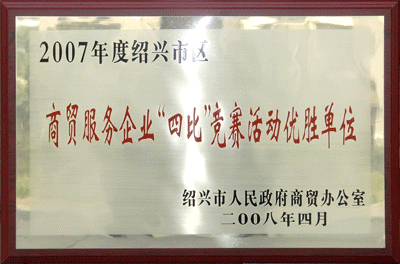 2007年度绍兴市区
商贸服务企业“四比”竞赛活动优胜单位
绍兴市人民政府商贸办公室
二00八年四月